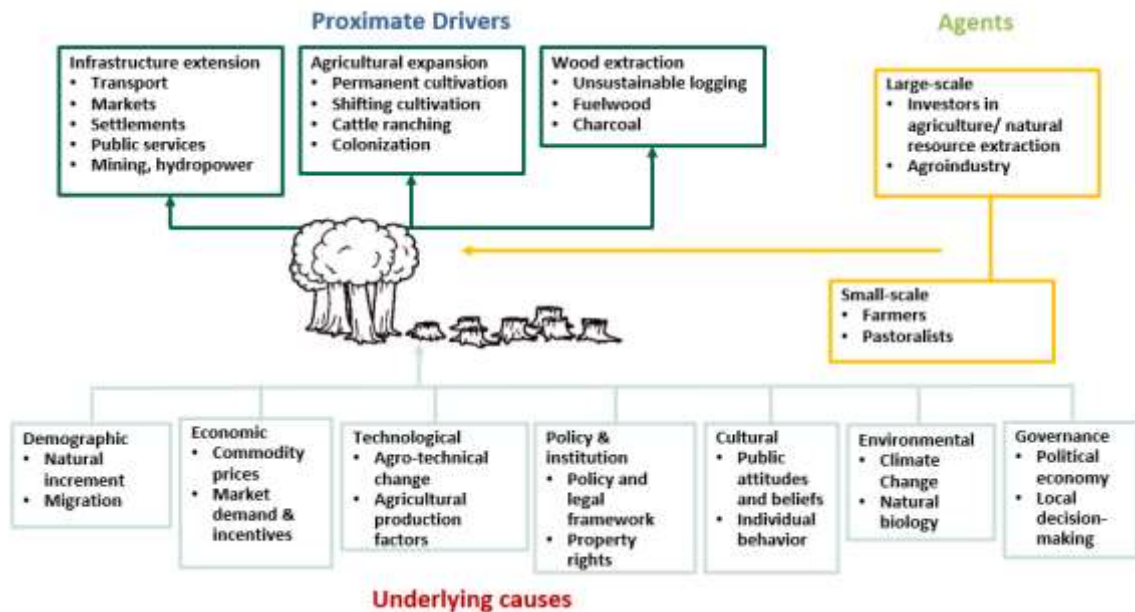 Proximate Drivers
Agents
Infrastructure extension
• Transport
• Markets
• Settlements
• Public services
• Mining, hydropower
Agricultural expansion
• Permanent cultivation
• Shifting cultivation
• Cattle ranching
• Colonization
Wood extraction
• Unsustainable logging
• Fuelwood
• Charcoal
Large-scale
• Investors in
agriculture/ natural
resource extraction
• Agroindustry
Small-scale
• Farmers
• Pastoralists
Demographic
• Natural
increment
• Migration
Economic
• Commodity
prices
• Market
demand &
incentives
Technological
• Agro-technical
change
• Agricultural
production
factors
Policy &
institution
• Policy and
legal
framework
• Property
rights
Cultural
• Public
attitudes
and beliefs
• Individual
behavior
Environmental
• Climate
Change
• Natural
biology
Governance
• Political
economy
• Local
decision-
making
Underlying causes